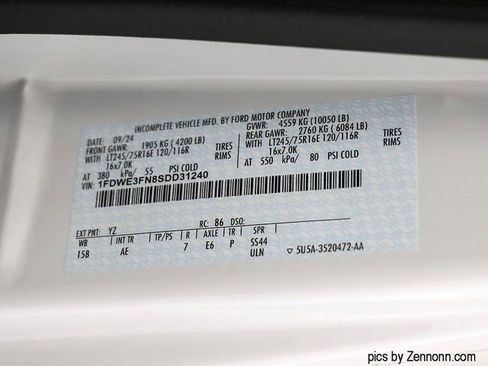 INCOMPLETE VEHICLE MFD. BY FORD MOTOR COMPANY
DATE: 09/24 GVWR: 4559 KG (10050 LB)
FRONT GAWR: 1905 KG (4200 LB) REAR GAWR: 2760 KG (6084 LB)
WITH LT245/75R16E 120/116R TIRES WITH LT245/75R16E 120/116R TIRES
16x7.0K RIMS 16x7.0K RIMS
AT 380 kPa/ 55 PSI COLD AT 550 kPa/ 80 PSI COLD
VIN: 1FDWE3FN8SDD31240
EXT PNT: YZ RC: 86 DSO:
WB INT TR TP/PS R AXLE TR SPR
158 AE 7 E6 P SS44
ULN 5U5A-3520472-AA
pics by Zennonn.com